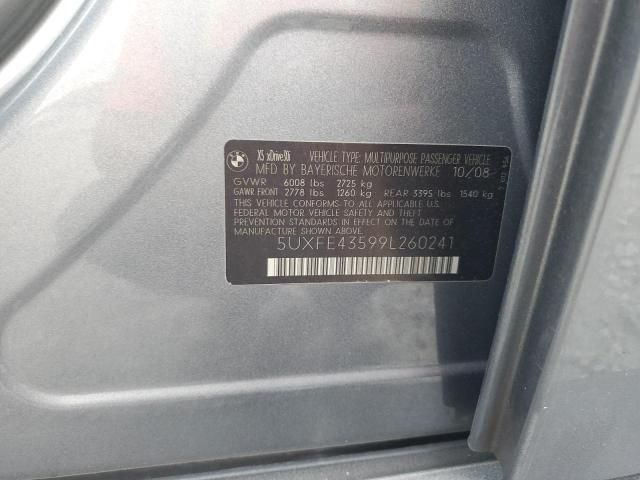 BMW
X5 xDrive30i VEHICLE TYPE: MULTIPURPOSE PASSENGER VEHICLE
MFD BY BAYERISCHE MOTORENWERKE 10/08
GVWR 6008 lbs 2725 kg
GAWR FRONT 2778 lbs 1260 kg REAR 3395 lbs 1540 kg
THIS VEHICLE CONFORMS TO ALL APPLICABLE U.S.
FEDERAL MOTOR VEHICLE SAFETY AND THEFT
PREVENTION STANDARDS IN EFFECT ON THE DATE OF
MANUFACTURE SHOWN ABOVE.
5UXFE43599L260241